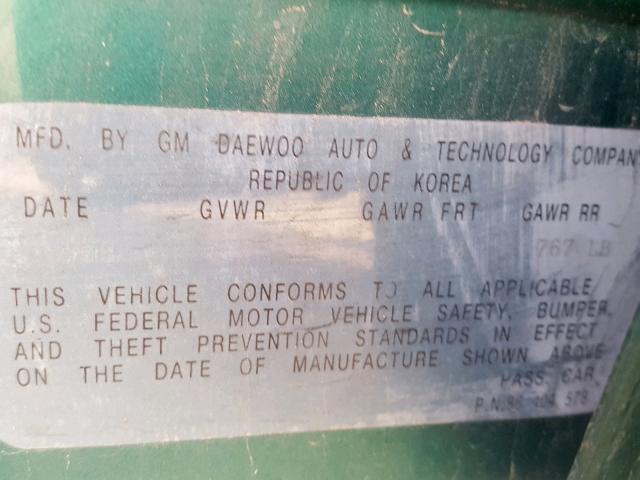 MFD. BY GM DAEWOO AUTO & TECHNOLOGY COMPAN
REPUBLIC OF KOREA
DATE GVWR GAWR FRT GAWR RR
LB
THIS VEHICLE CONFORMS TO ALL APPLICABLE
U.S. FEDERAL MOTOR VEHICLE SAFETY, BUMPER,
AND THEFT PREVENTION STANDARDS IN EFFECT
ON THE DATE OF MANUFACTURE SHOWN ABOVE
PASS CAR